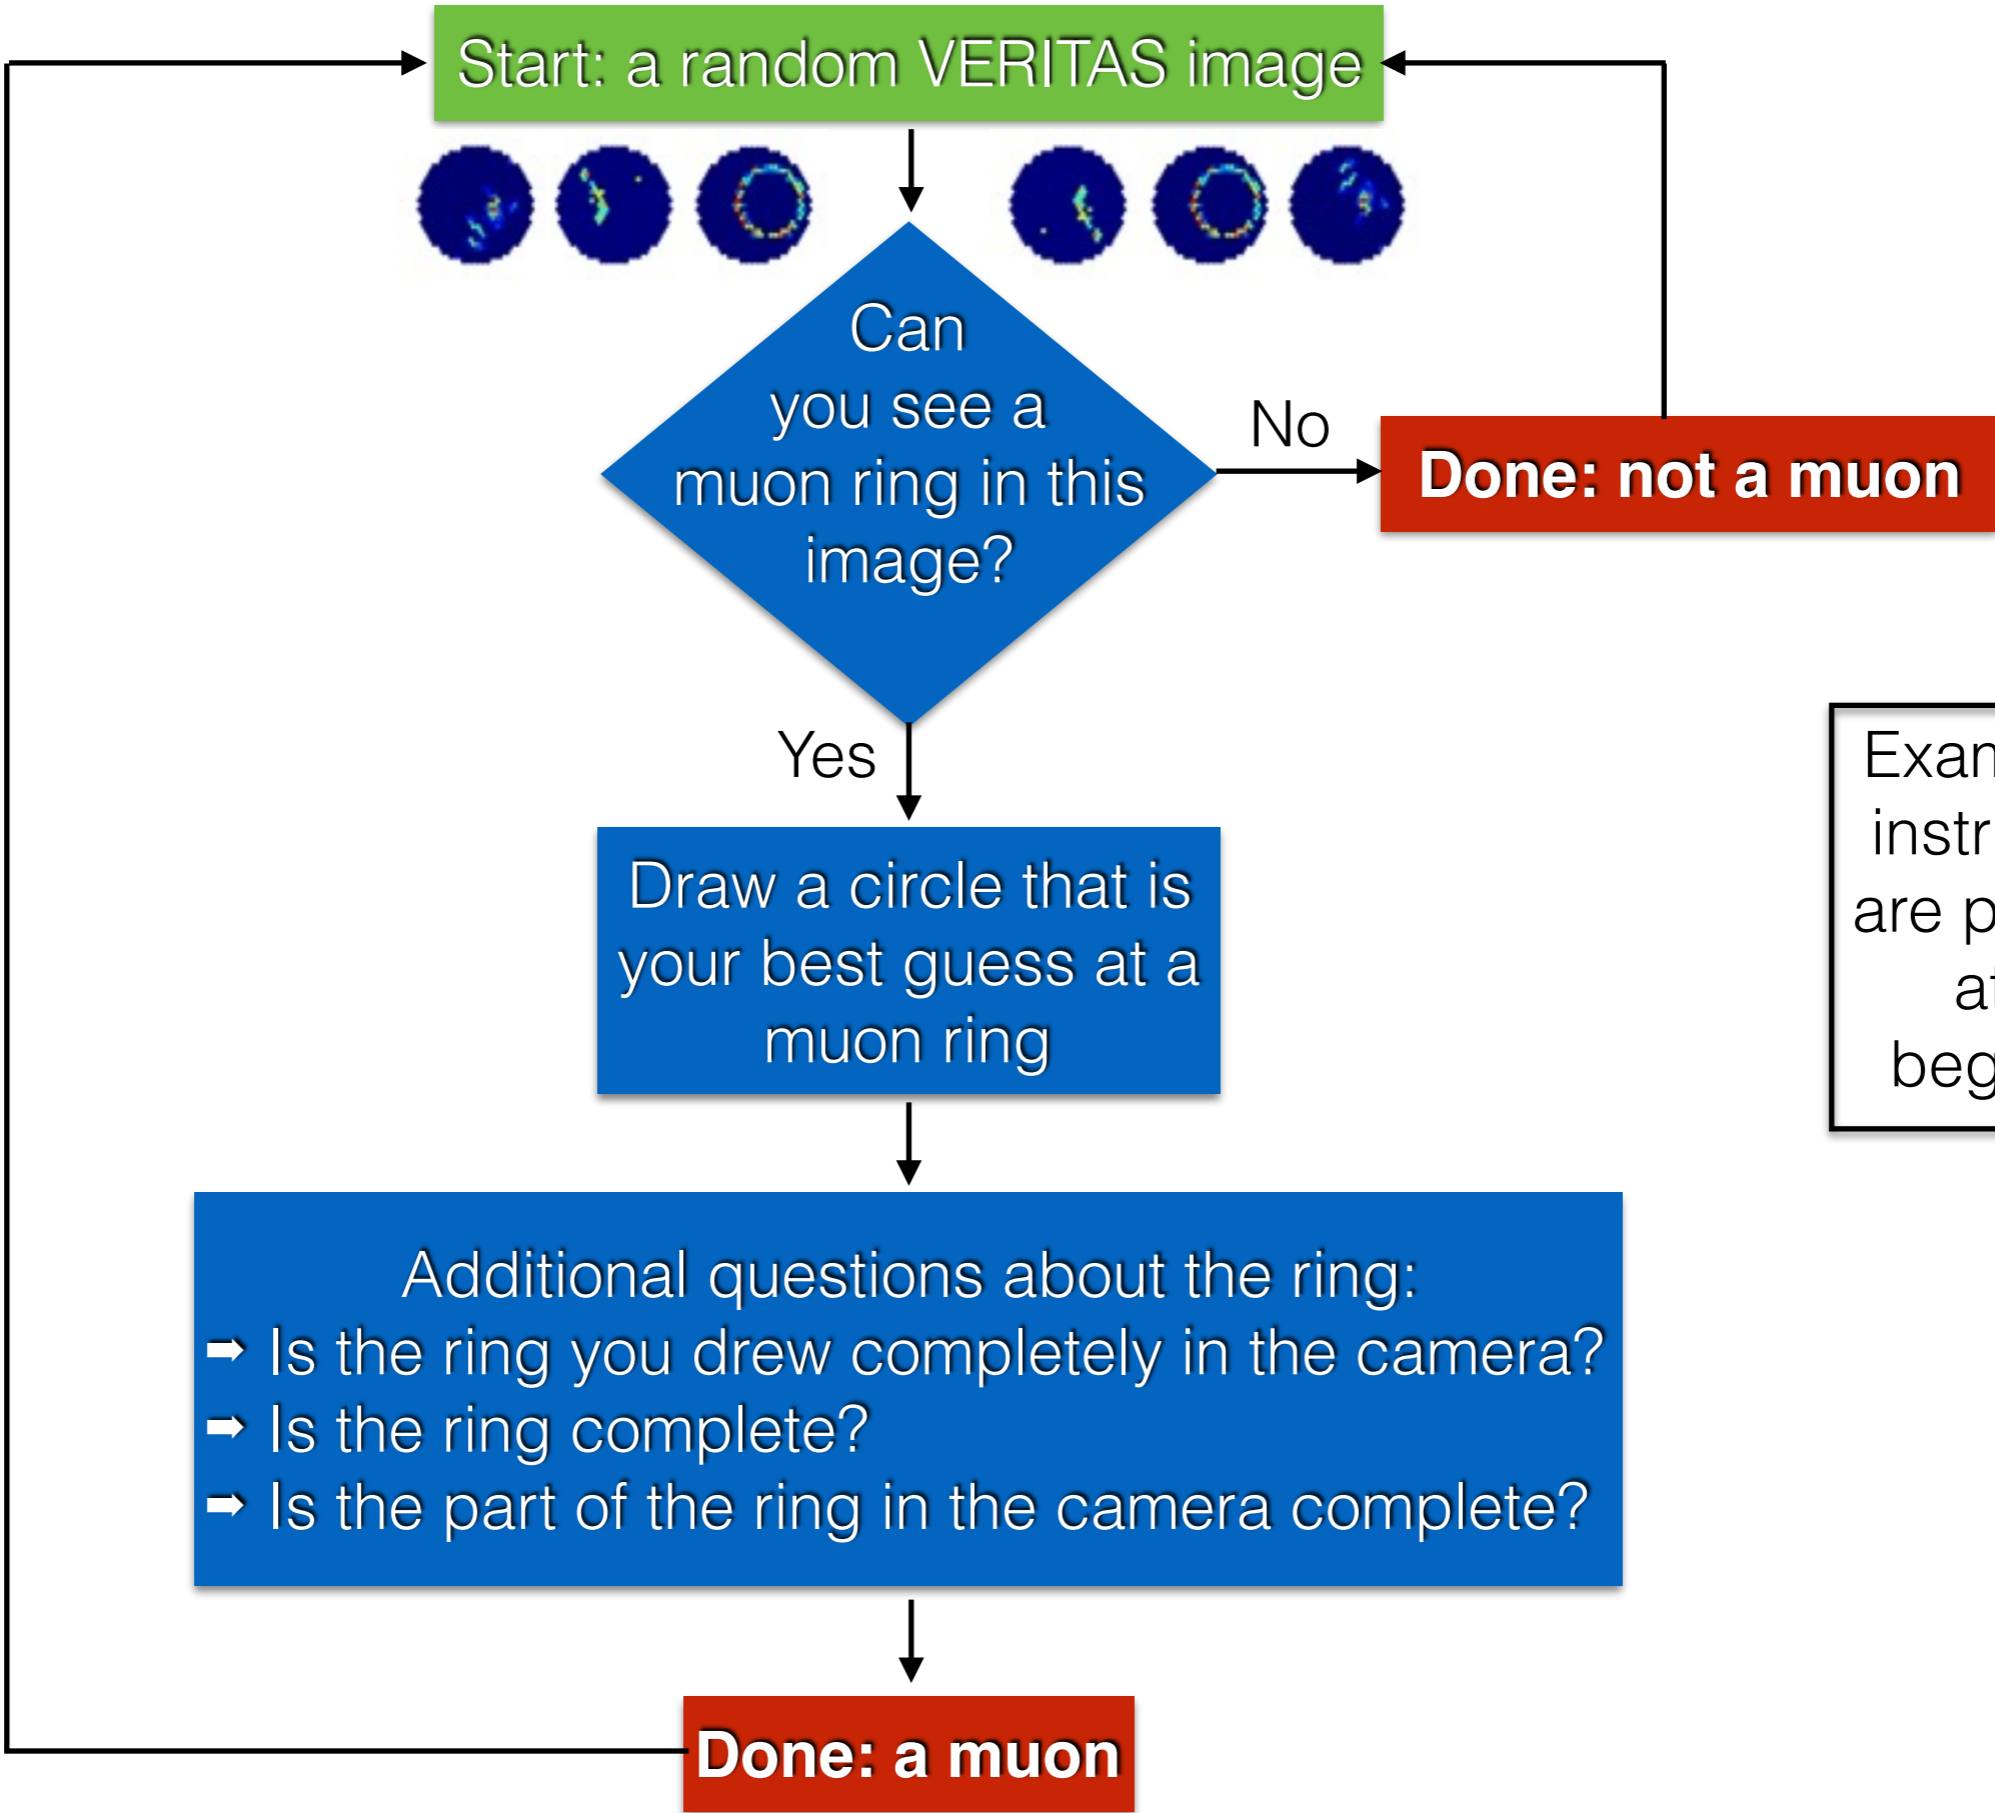 Start: a random VERITAS image
Can
you see a
muon ring in this
image?
No
Done: not a muon
Yes
Draw a circle that is
your best guess at a
muon ring
are
Additional questions about the ring:
➡ Is the ring you drew completely in the camera?
➡ Is the ring complete?
➡ Is the part of the ring in the camera complete?
Done: a muon